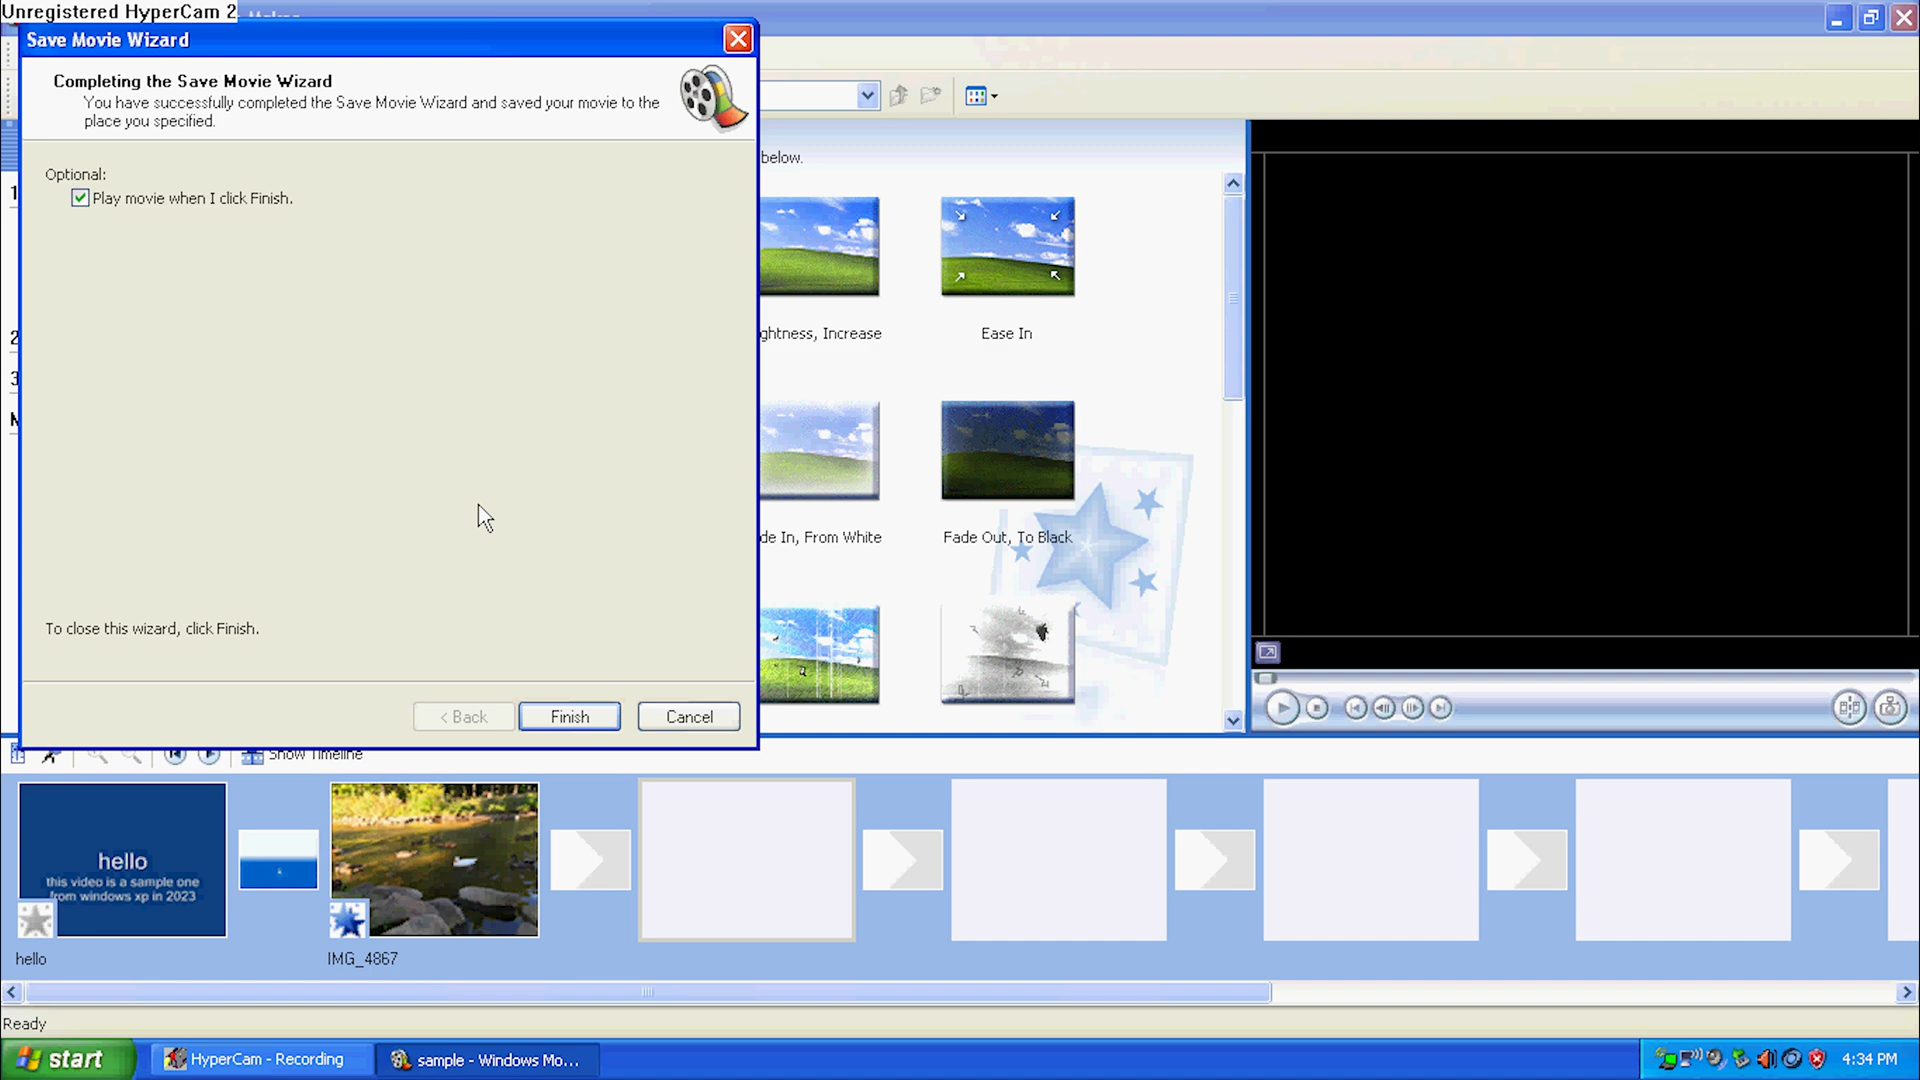 Unregistered HyperCam 2
Save Movie Wizard
Completing the Save Movie Wizard
You have successfully completed the Save Movie Wizard and saved your movie to the
place you specified.
Optional:
Play movie when I click Finish.
To close this wizard, click Finish.
< Back
Finish
Cancel
below.
ghtness, Increase
Ease In
de In, From White
Fade Out, To Black
1
2
3
Show Timeline
hello
this video is a sample one
from windows xp in 2023
hello
IMG_4867
Ready
start
HyperCam - Recording
sample - Windows Mo...
4:34 PM